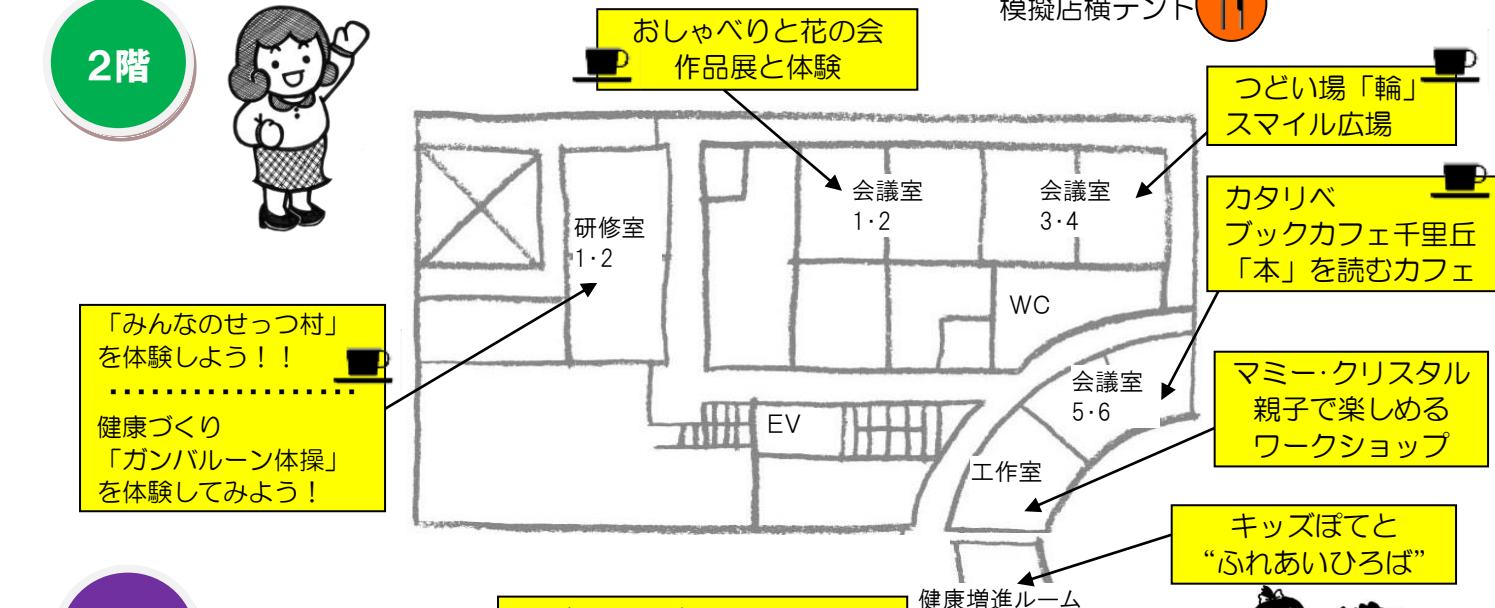 模擬店横テント
2階
おしゃべりと花の会
作品展と体験
つどい場「輪」
スマイル広場
カタリベ
ブックカフェ千里丘
「本」を読むカフェ
会議室
1・2
会議室
3・4
研修室
1・2
WC
「みんなのせっつ村」
を体験しよう！！
・・・・・・・・・・・・・・・・・・
健康づくり
「ガンバルーン体操」
を体験してみよう！
会議室
5・6
マミー・クリスタル
親子で楽しめる
ワークショップ
EV
工作室
キッズぽてと
“ふれあいひろば”
健康増進ルーム